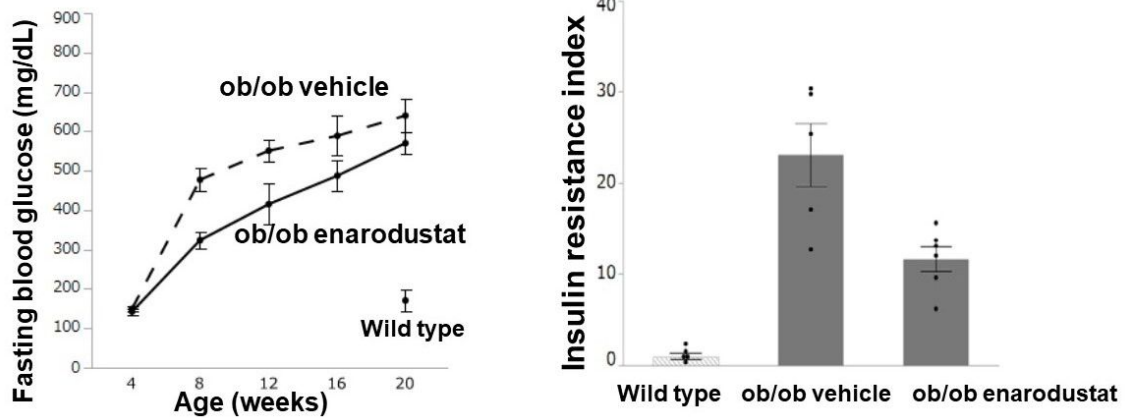 Fasting blood glucose (mg/dL)
900
800
700
600
500
400
300
200
100
0
ob/ob vehicle
ob/ob enarodustat
Wild type
4 8 12 16 20
Age (weeks)
Insulin resistance index
40
30
20
10
0
Wild type ob/ob vehicle ob/ob enarodustat